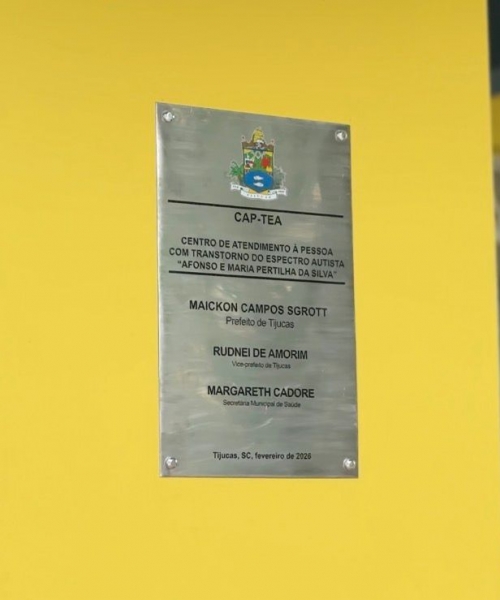 CAP-TEA
CENTRO DE ATENDIMENTO À PESSOA
COM TRANSTORNO DO ESPECTRO AUTISTA
"AFONSO E MARIA PERTILHA DA SILVA"
MAICKON CAMPOS SGROTT
Prefeito de Tijucas
RUDNEI DE AMORIM
Vice-prefeito de Tijucas
MARGARETH CADORE
Secretária Municipal de Saúde
Tijucas, SC, fevereiro de 2026